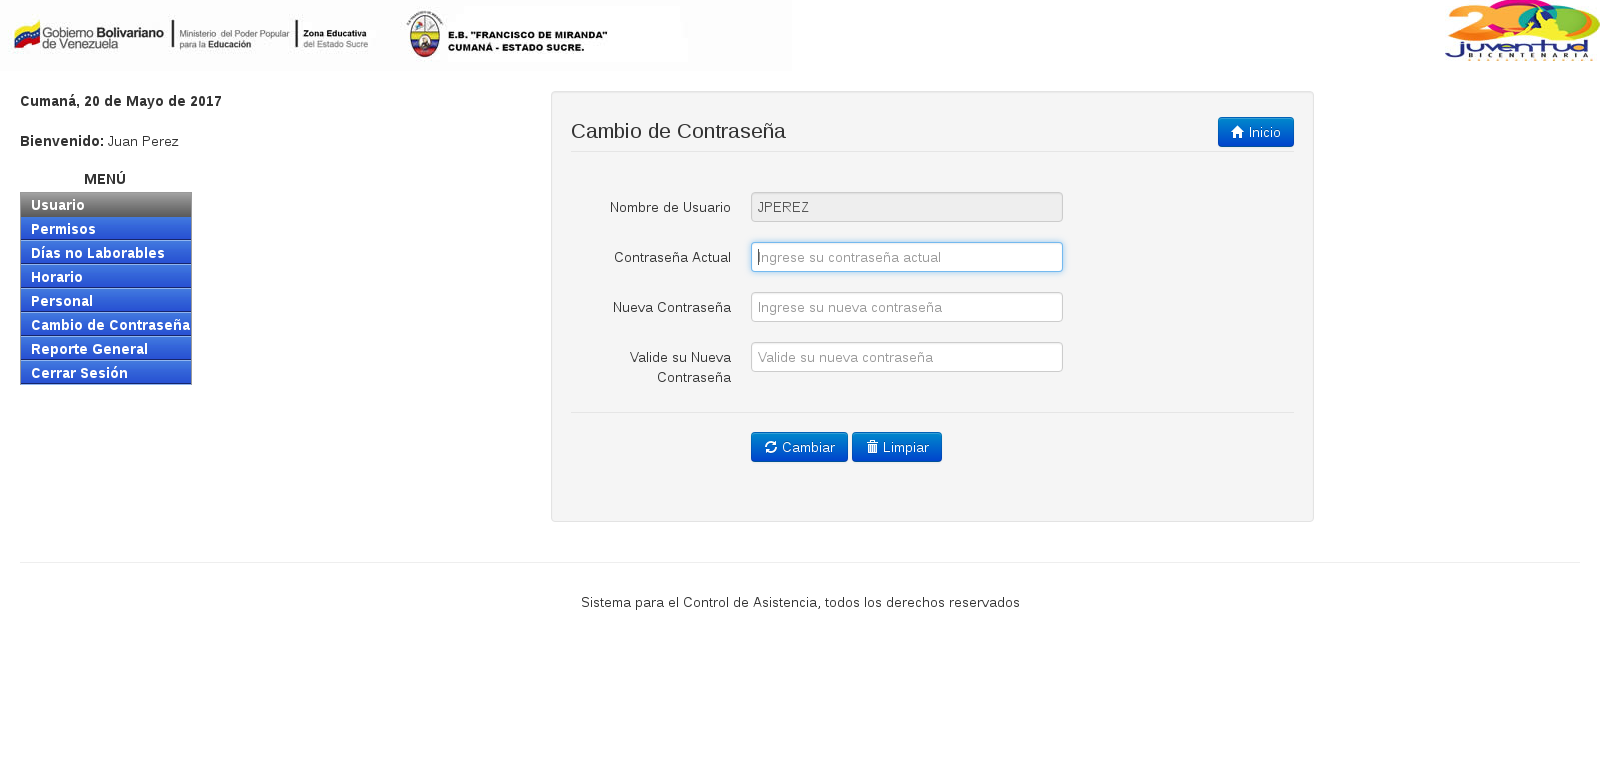 Gobierno Bolivariano
de Venezuela
Ministerio del Poder Popular
para la Educación
Zona Educativa
del Estado Sucre
E.B. "FRANCISCO DE MIRANDA"
CUMANÁ - ESTADO SUCRE.
200
juventud
BICENTENARIA
Cumaná, 20 de Mayo de 2017
Bienvenido: Juan Perez
MENÚ
Usuario
Permisos
Días no Laborables
Horario
Personal
Cambio de Contraseña
Reporte General
Cerrar Sesión
Cambio de Contraseña
Inicio
Nombre de Usuario JPEREZ
Contraseña Actual Ingrese su contraseña actual
Nueva Contraseña Ingrese su nueva contraseña
Valide su Nueva Valide su nueva contraseña
Contraseña
Cambiar Limpiar
Sistema para el Control de Asistencia, todos los derechos reservados